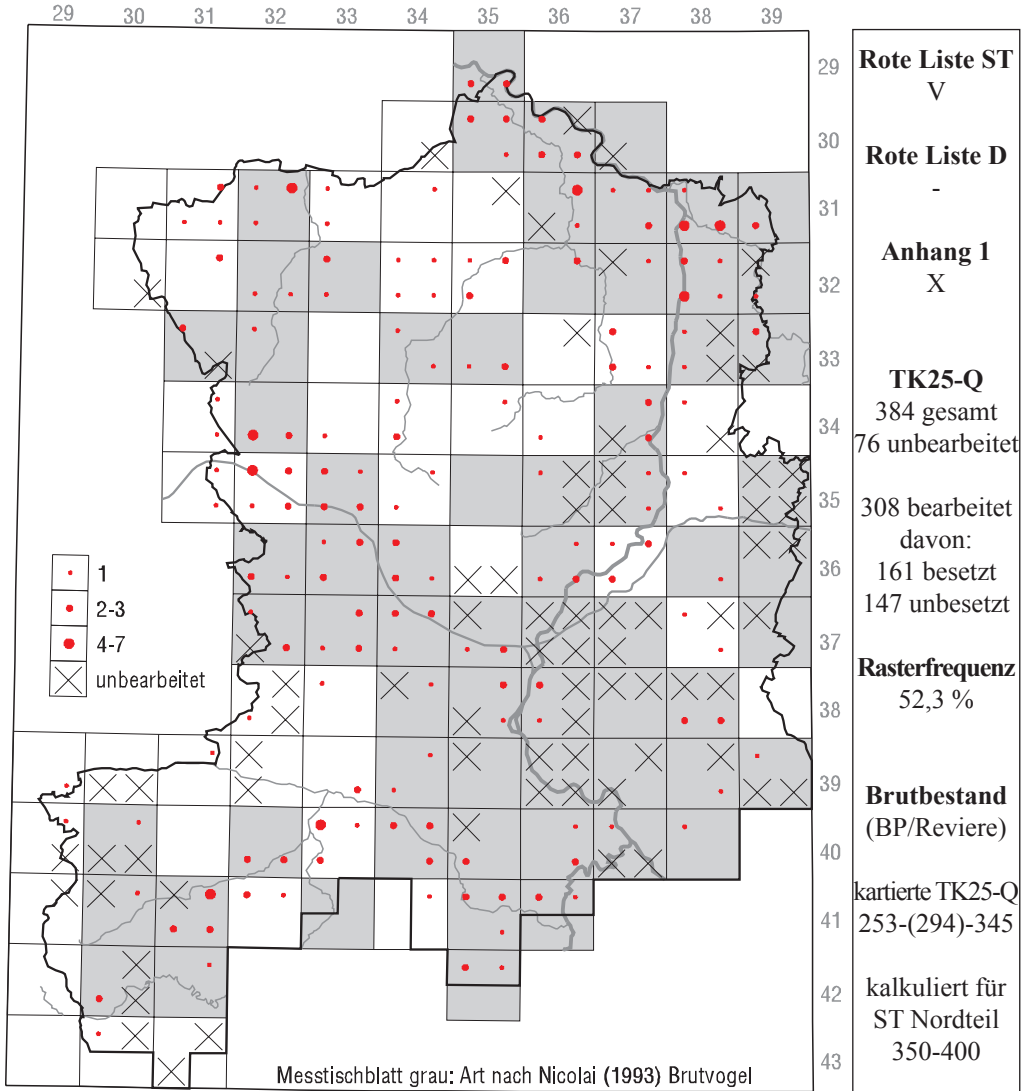 29 30 31 32 33 34 35 36 37 38 39
29
30
31
32
33
34
35
36
37
38
39
40
41
42
43
1
2-3
4-7
unbearbeitet
Messtischblatt grau: Art nach Nicolai (1993) Brutvogel
Rote Liste ST
V
Rote Liste D
-
Anhang 1
X
TK25-Q
384 gesamt
76 unbearbeitet
308 bearbeitet
davon:
161 besetzt
147 unbesetzt
Rasterfrequenz
52,3 %
Brutbestand
(BP/Reviere)
kartierte TK25-Q
253-(294)-345
kalkuliert für
ST Nordteil
350-400